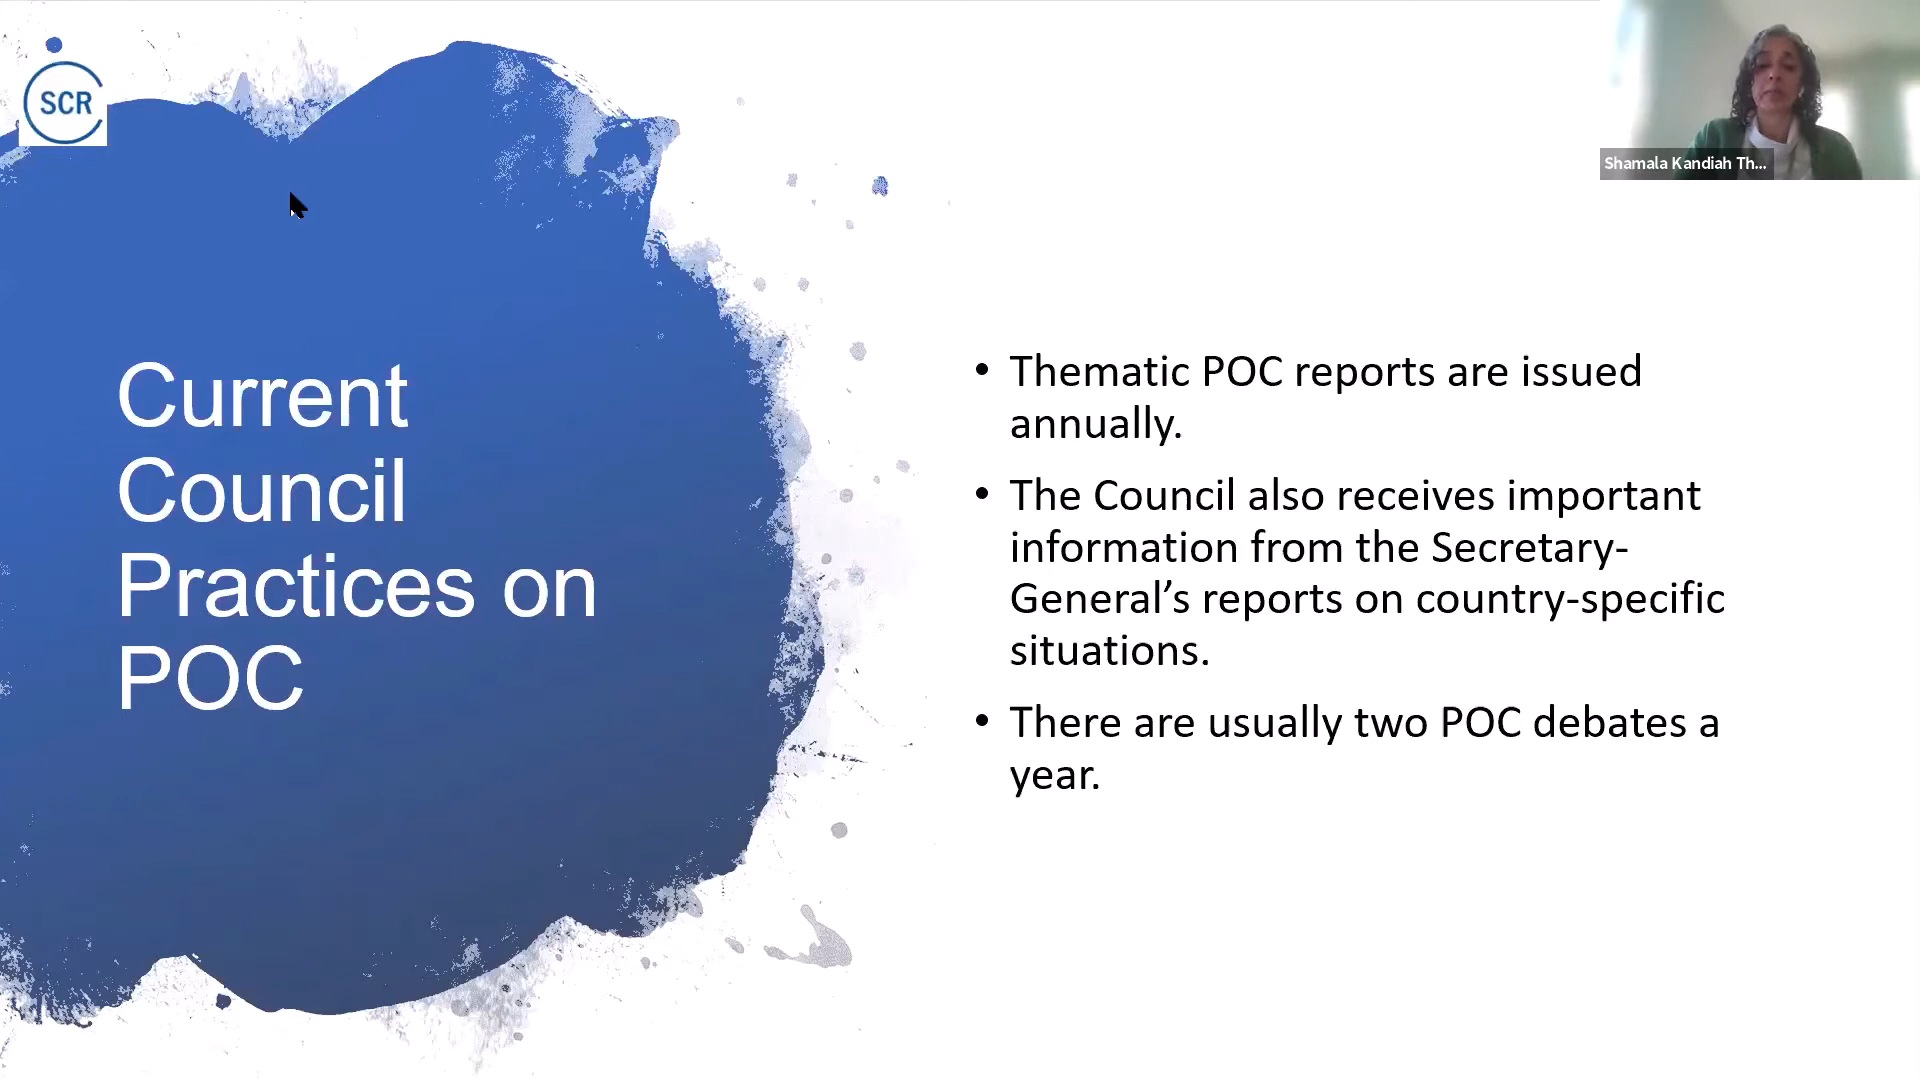 SCR
Shamala Kandiah Th...
Current
Council
Practices on
POC
• Thematic POC reports are issued
annually.
• The Council also receives important
information from the Secretary-
General’s reports on country-specific
situations.
• There are usually two POC debates a
year.